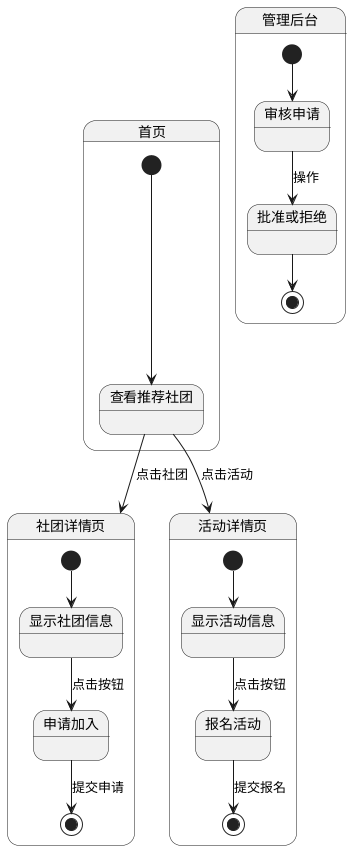 管理后台
审核申请
操作
批准或拒绝
首页
查看推荐社团
点击社团
点击活动
社团详情页
显示社团信息
点击按钮
申请加入
提交申请
活动详情页
显示活动信息
点击按钮
报名活动
提交报名